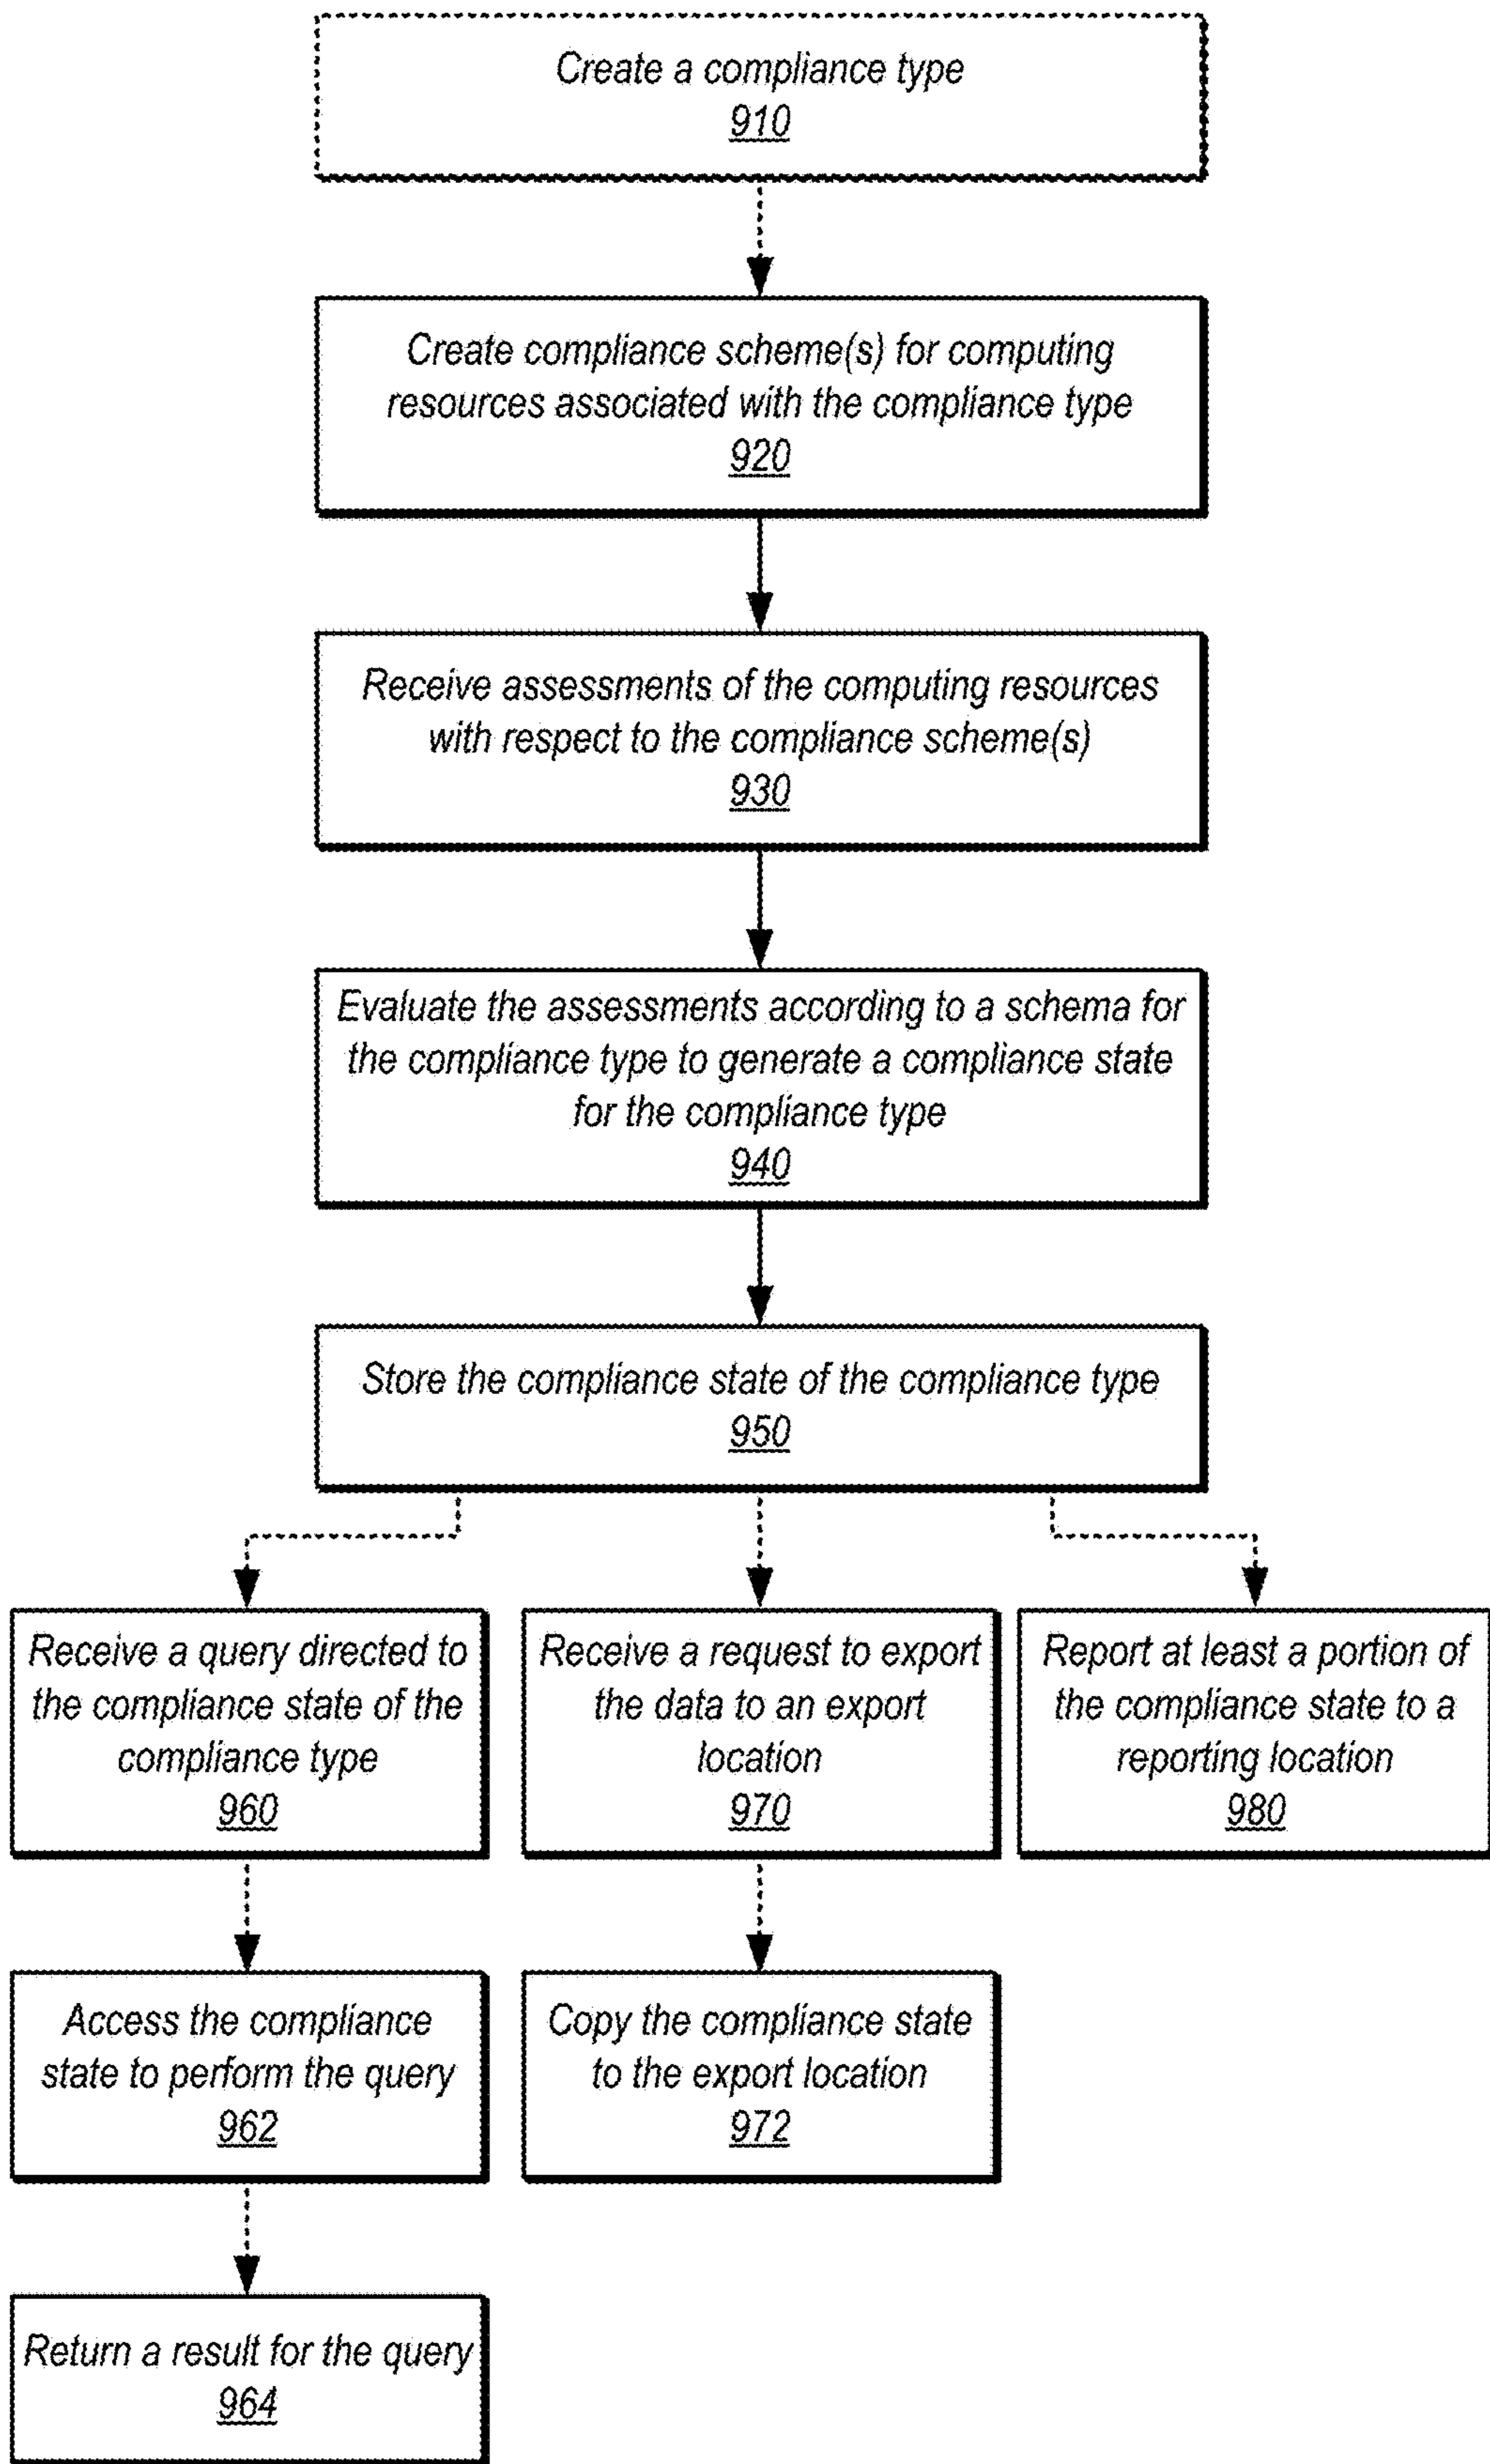 Create a compliance type
910
Create compliance scheme(s) for computing
resources associated with the compliance type
920
Receive assessments of the computing resources
with respect to the compliance scheme(s)
930
Evaluate the assessments according to a schema for
the compliance type to generate a compliance state
for the compliance type
940
Store the compliance state of the compliance type
950
Receive a query directed to
the compliance state of the
compliance type
960
Receive a request to export
the data to an export
location
970
Report at least a portion of
the compliance state to a
reporting location
980
Access the compliance
state to perform the query
962
Copy the compliance state
to the export location
972
Return a result for the query
964